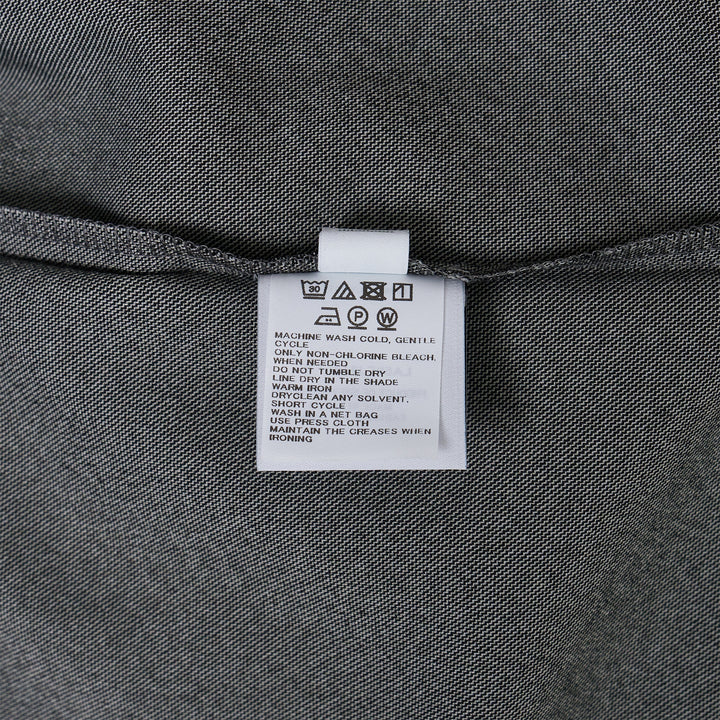 30
P W
MACHINE WASH COLD, GENTLE
CYCLE
ONLY NON-CHLORINE BLEACH,
WHEN NEEDED
DO NOT TUMBLE DRY
LINE DRY IN THE SHADE
WARM IRON
DRYCLEAN ANY SOLVENT,
SHORT CYCLE
WASH IN A NET BAG
USE PRESS CLOTH
MAINTAIN THE CREASES WHEN
IRONING